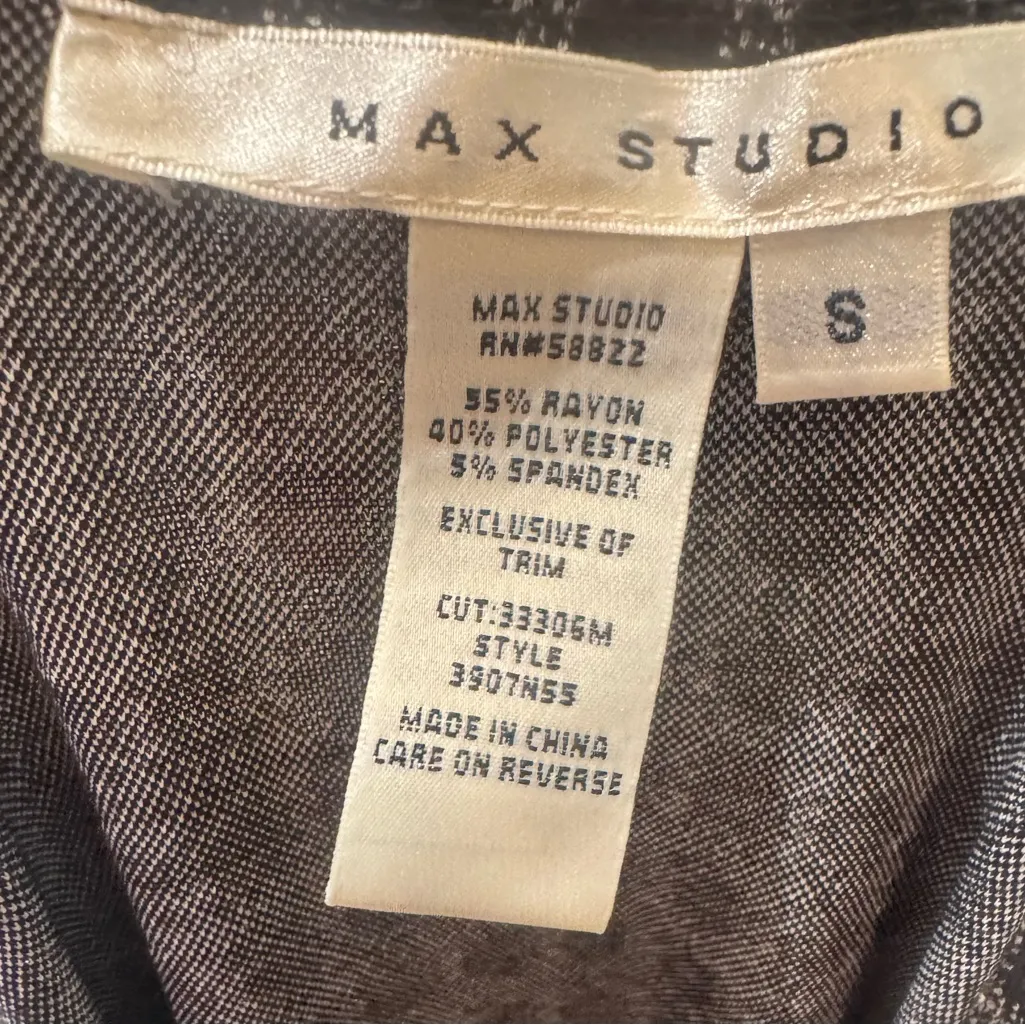 MAX STUDIO
S
MAX STUDIO
RN#58822
55% RAYON
40% POLYESTER
5% SPANDEX
EXCLUSIVE OF
TRIM
CUT:33306M
STYLE
3907N55
MADE IN CHINA
CARE ON REVERSE